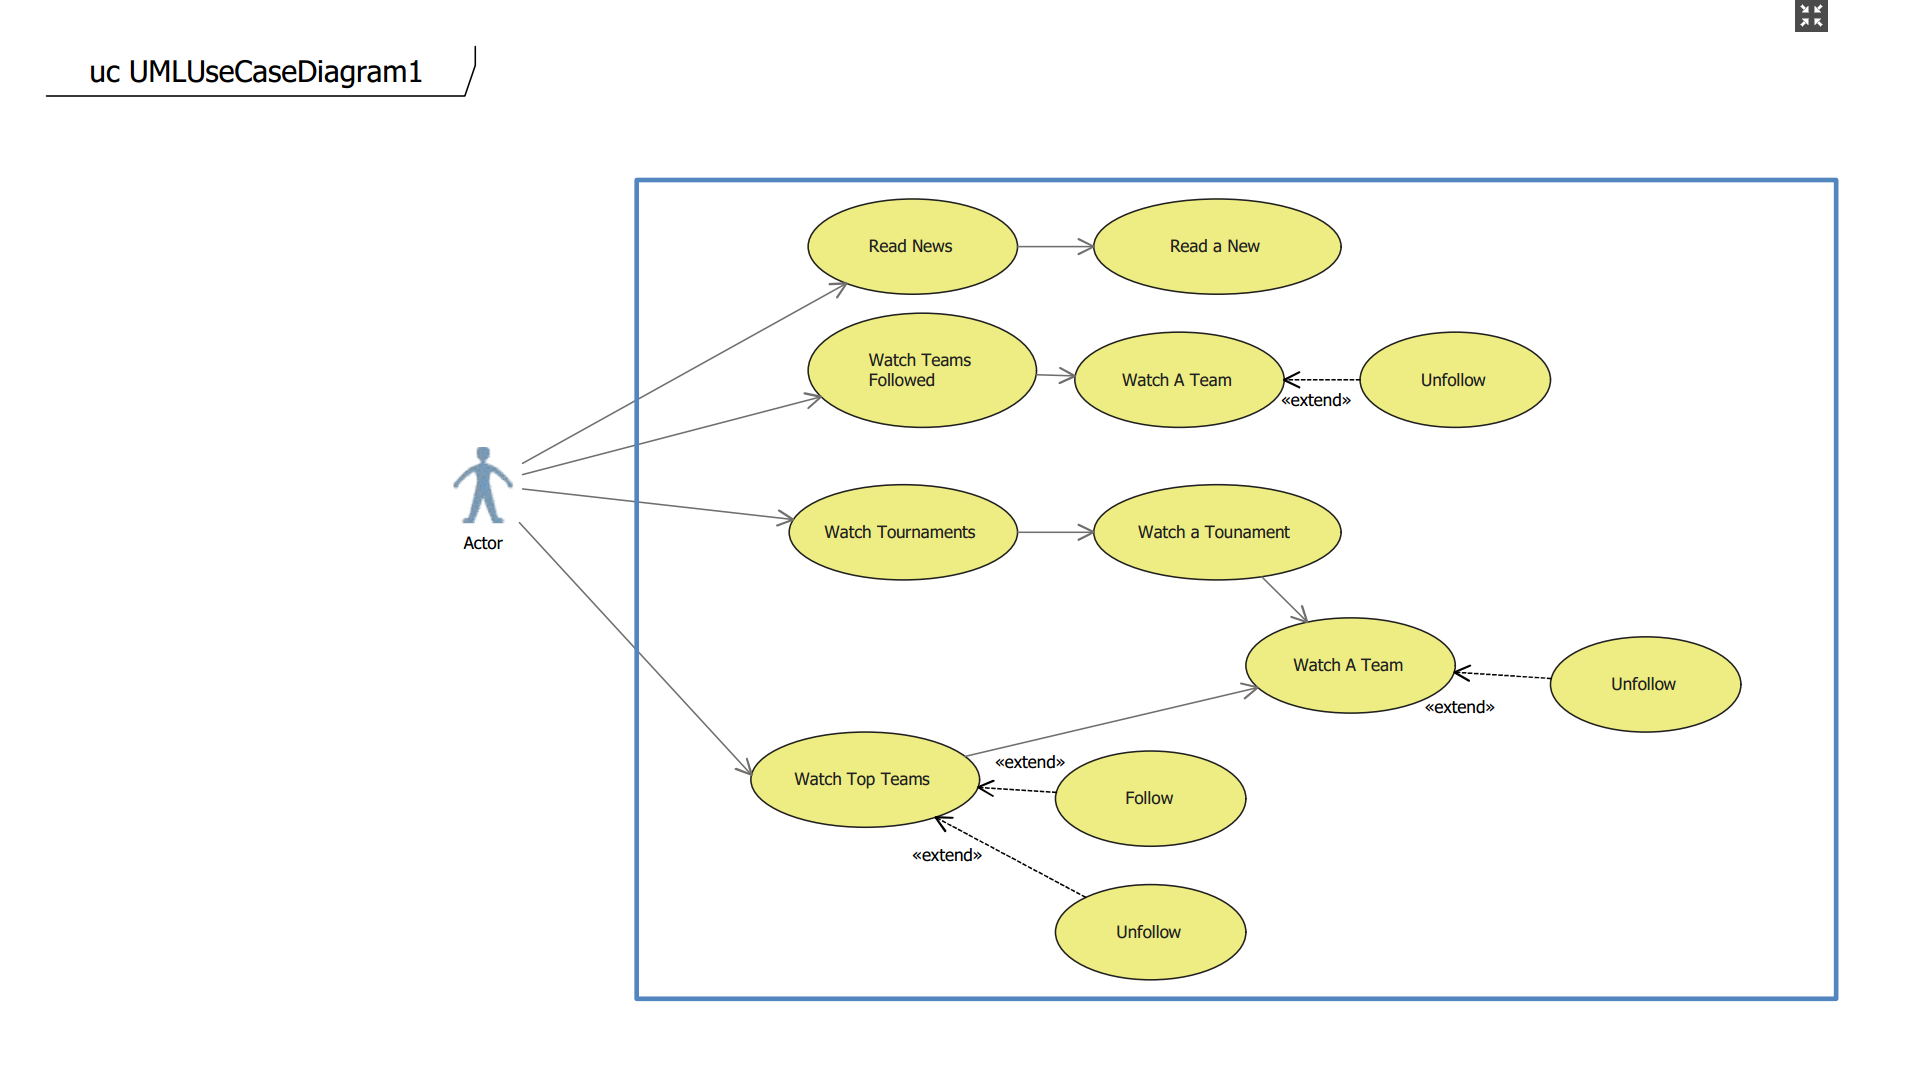 uc UMLUseCaseDiagram1
Read News
Read a New
Watch Teams
Followed
Watch A Team
«extend»
Unfollow
Actor
Watch Tournaments
Watch a Tounament
Watch A Team
«extend»
Unfollow
Watch Top Teams
«extend»
Follow
«extend»
Unfollow